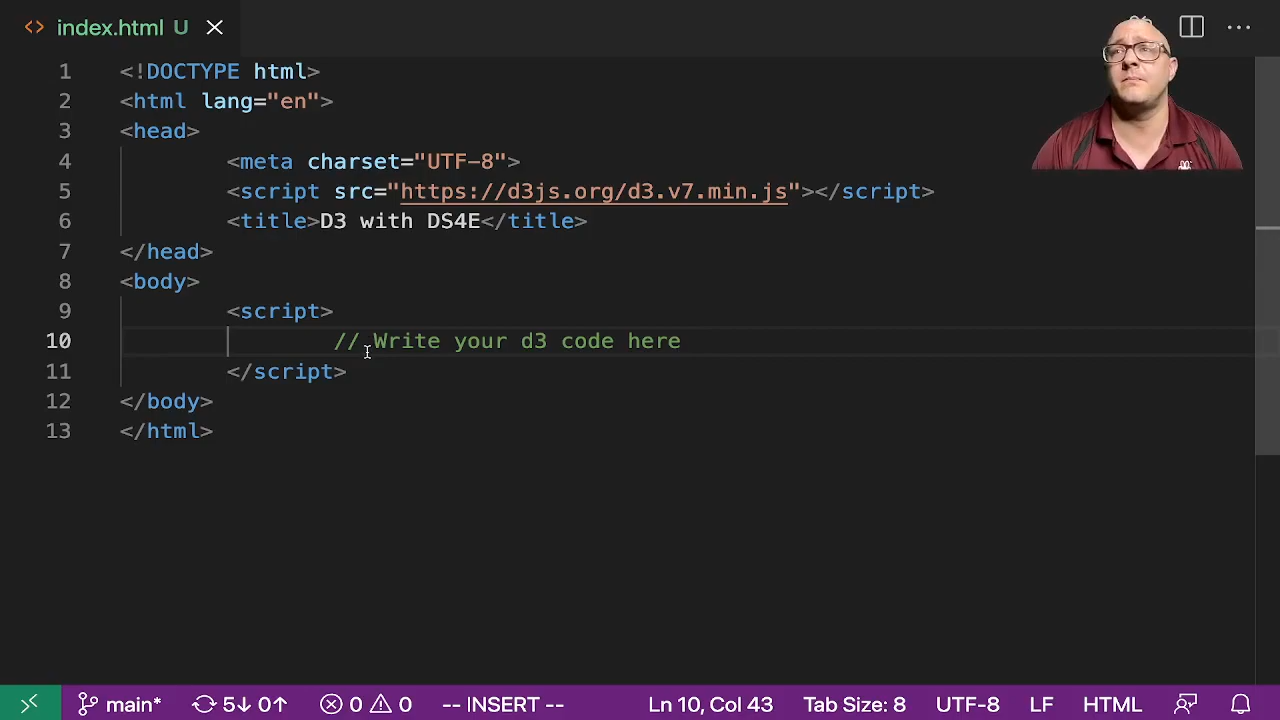 index.html U
1 <!DOCTYPE html>
2 <html lang="en">
3 <head>
4 <meta charset="UTF-8">
5 <script src="https://d3js.org/d3.v7.min.js"></script>
6 <title>D3 with DS4E</title>
7 </head>
8 <body>
9 <script>
10 // Write your d3 code here
11 </script>
12 </body>
13 </html>
main* 5↓ 0↑ 0 0 -- INSERT -- Ln 10, Col 43 Tab Size: 8 UTF-8 LF HTML